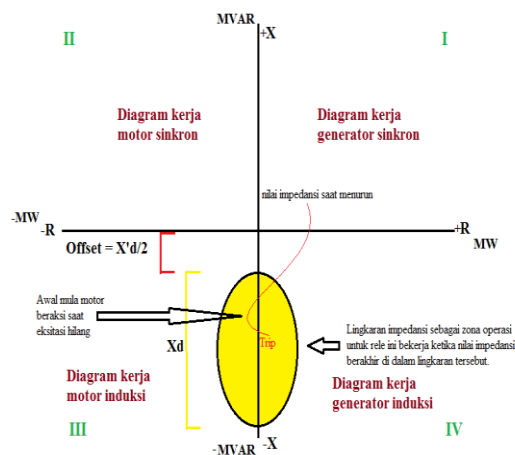 MVAR
+X
II
I
Diagram kerja
motor sinkron
Diagram kerja
generator sinkron
nilai impedansi saat menurun
-MW
-R
+R
MW
Offset = X'd/2
Awal mula motor
beraksi saat
eksitasi hilang
Xd
Trip
Lingkaran impedansi sebagai zona operasi
untuk rele ini bekerja ketika nilai impedansi
berakhir di dalam lingkaran tersebut.
Diagram kerja
motor induksi
Diagram kerja
generator induksi
III
IV
-MVAR
-X